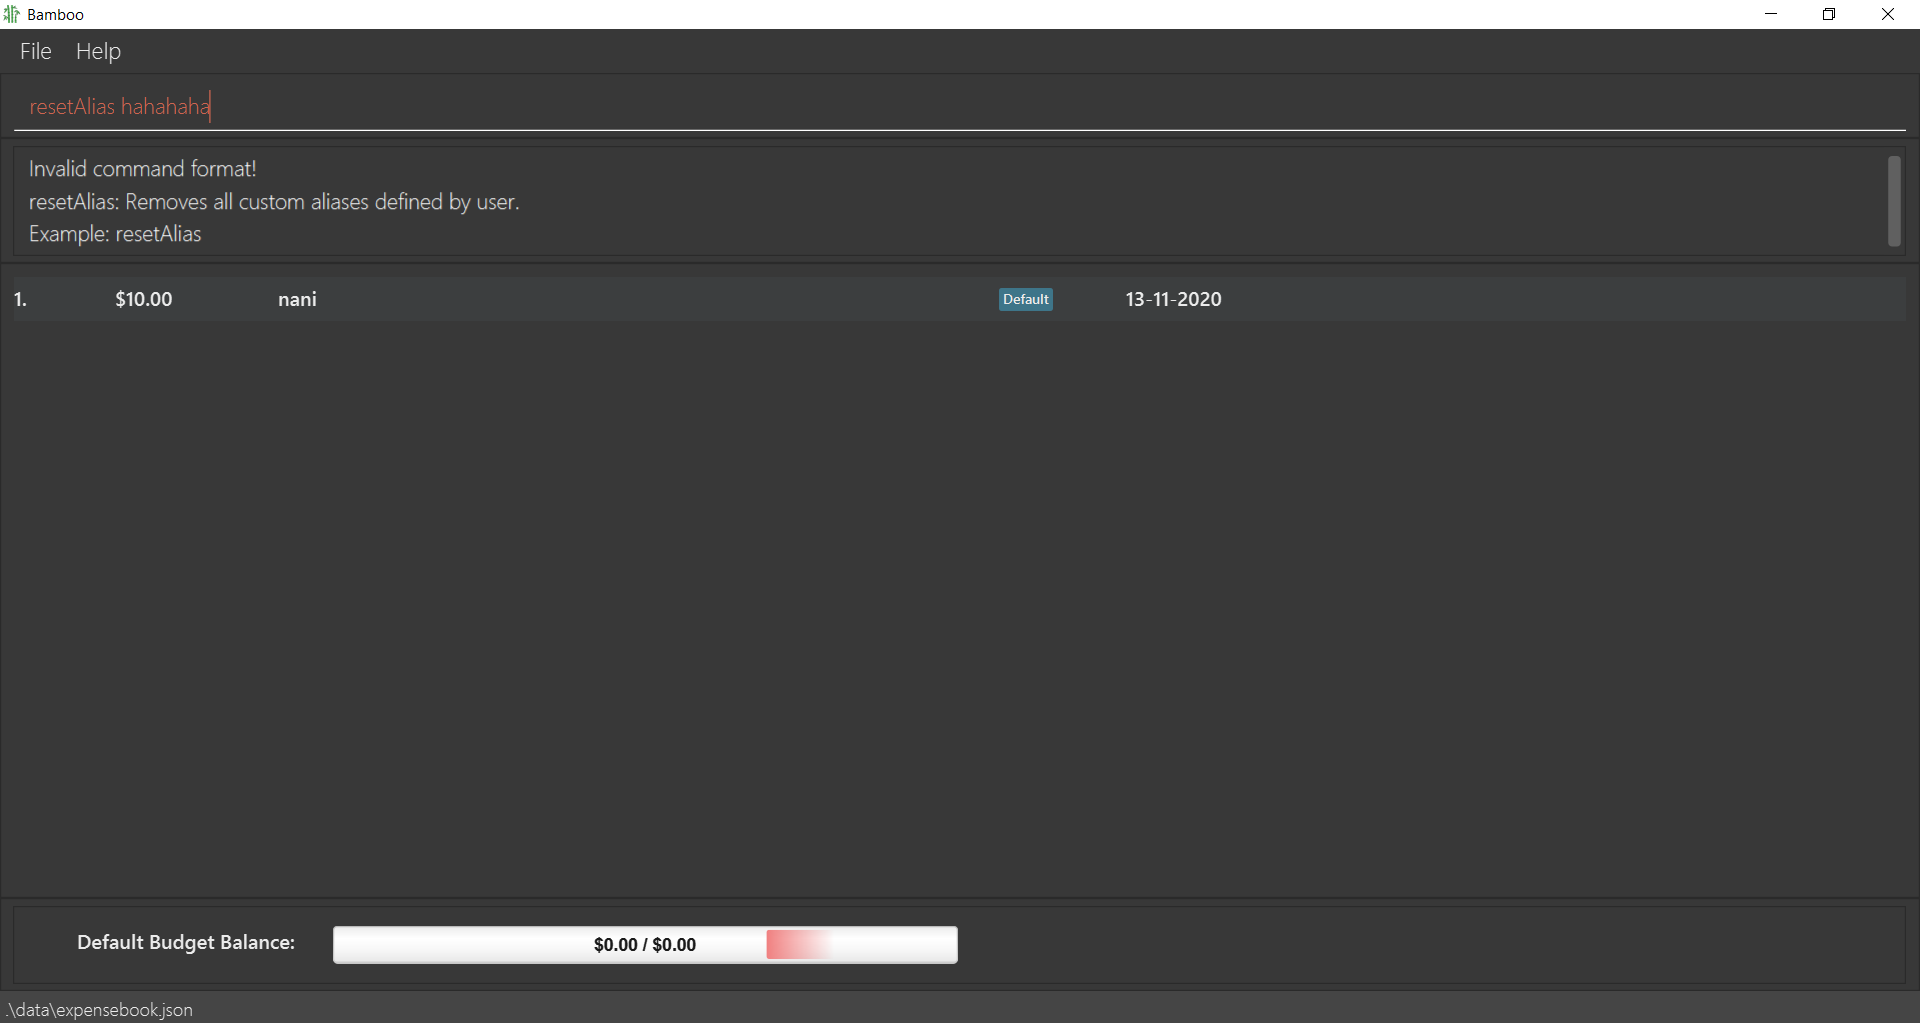 Bamboo
File Help
resetAlias hahahaha
Invalid command format!
resetAlias: Removes all custom aliases defined by user.
Example: resetAlias
1. $10.00 nani Default 13-11-2020
Default Budget Balance: $0.00 / $0.00
.\data\expensebook.json